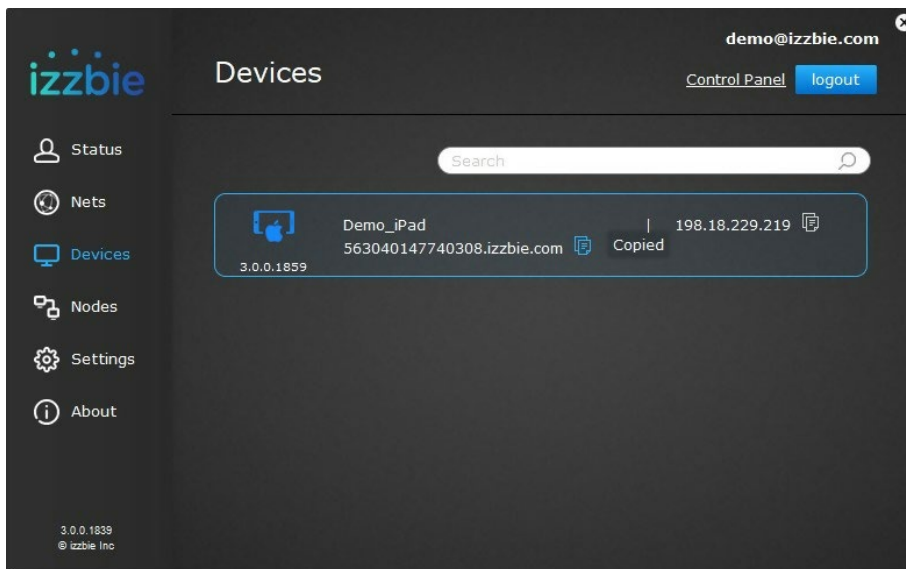 demo@izzbie.com
izzbie
Devices
Control Panel
logout
Status
Nets
Devices
Nodes
Settings
About
Search
Demo_iPad | 198.18.229.219
563040147740308.izzbie.com Copied
3.0.0.1859
3.0.0.1839
© izzbie Inc